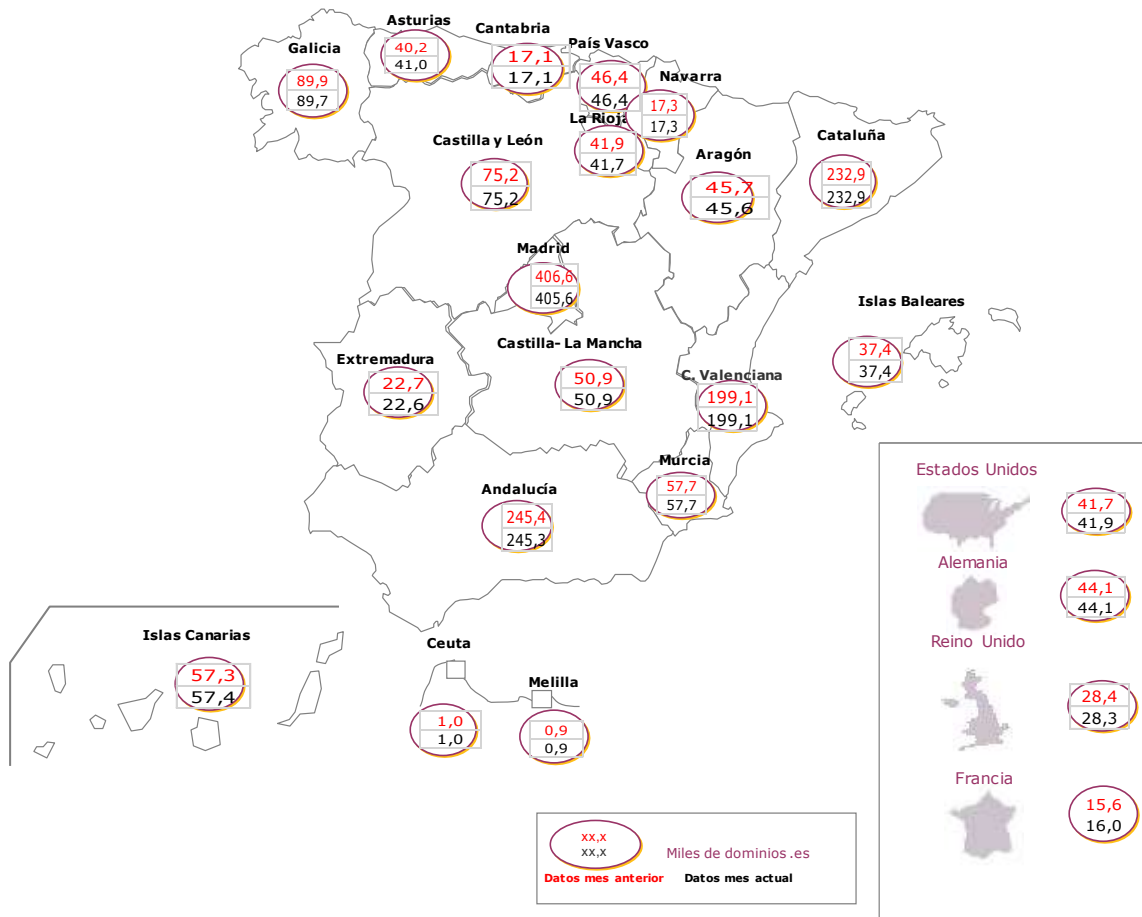 Asturias
40,2
41,0
Cantabria
17,1
17,1
Galicia
89,9
89,7
País Vasco
46,4
46,4
Navarra
17,3
17,3
La Rioja
41,9
41,7
Castilla y León
75,2
75,2
Aragón
45,7
45,6
Cataluña
232,9
232,9
Madrid
406,6
405,6
Islas Baleares
37,4
37,4
Extremadura
22,7
22,6
Castilla- La Mancha
50,9
50,9
C. Valenciana
199,1
199,1
Murcia
57,7
57,7
Andalucía
245,4
245,3
Islas Canarias
57,3
57,4
Ceuta
1,0
1,0
Melilla
0,9
0,9
Estados Unidos
41,7
41,9
Alemania
44,1
44,1
Reino Unido
28,4
28,3
Francia
15,6
16,0
xx,x
xx,x
Miles de dominios .es
Datos mes anterior Datos mes actual